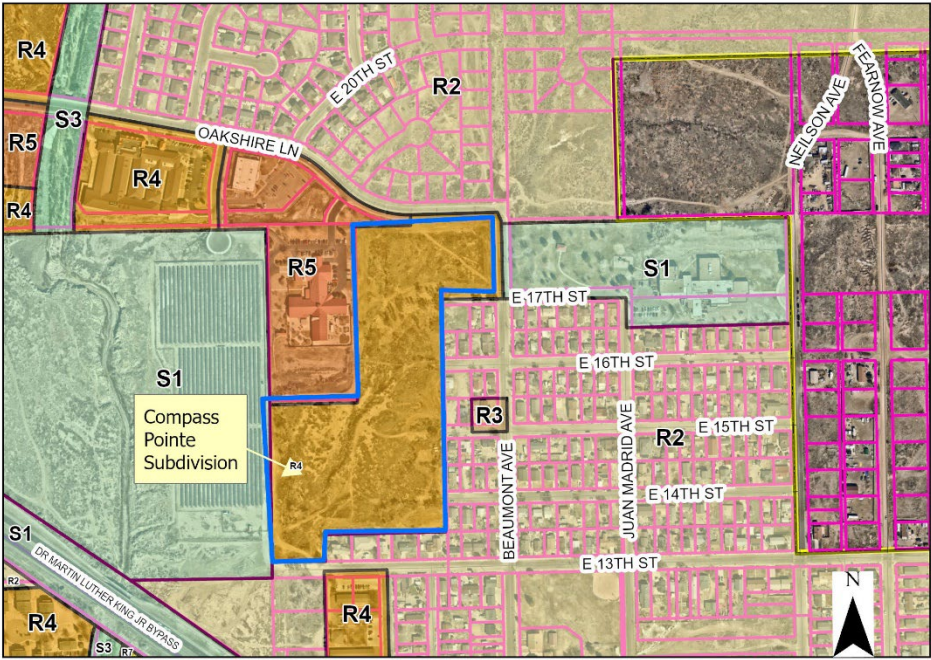 R4
E 20TH ST
R2
FEARNOW AVE
NEILSON AVE
S3
R5
OAKSHIRE LN
R4
R4
R5
S1
E 17TH ST
E 16TH ST
S1
Compass
Pointe
Subdivision
R3
JUAN MADRID AVE
E 15TH ST
R2
R4
E 14TH ST
BEAUMONT AVE
S1
DR MARTIN LUTHER KING JR BYPASS
E 13TH ST
N
R2
R4
R4
S3
R7